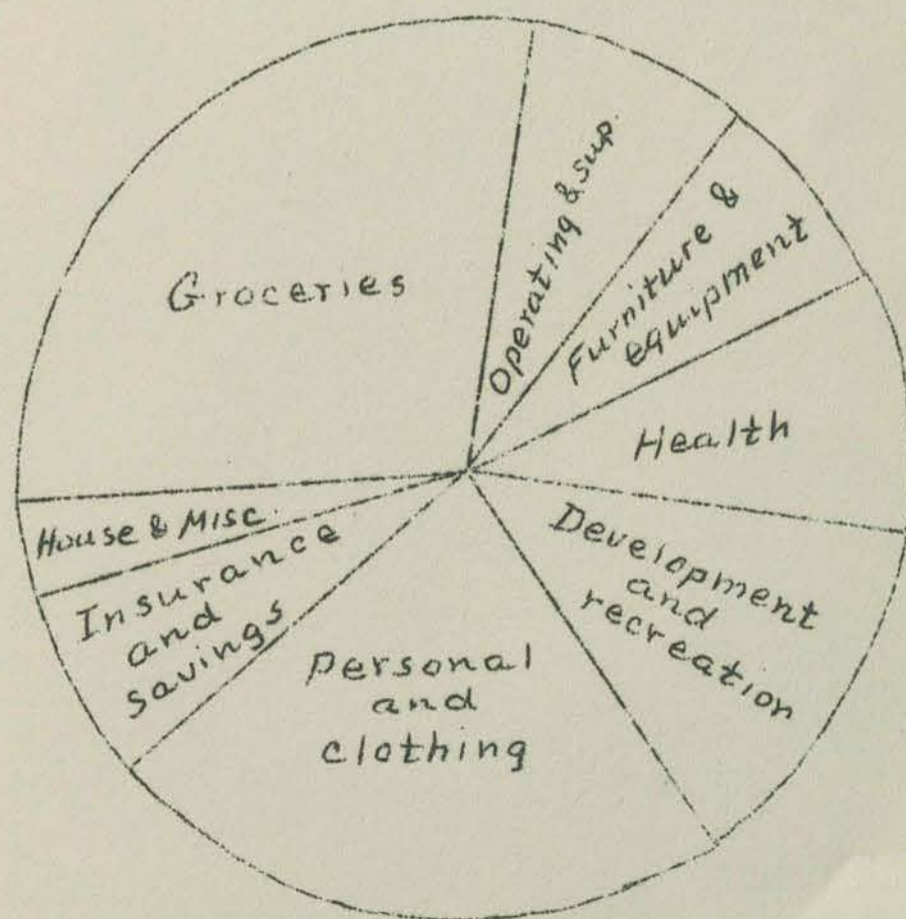 Groceries
Operating & sup.
Furniture &
equipment
Health
Development
and
recreation
Personal
and
clothing
Insurance
and
savings
House & Misc.